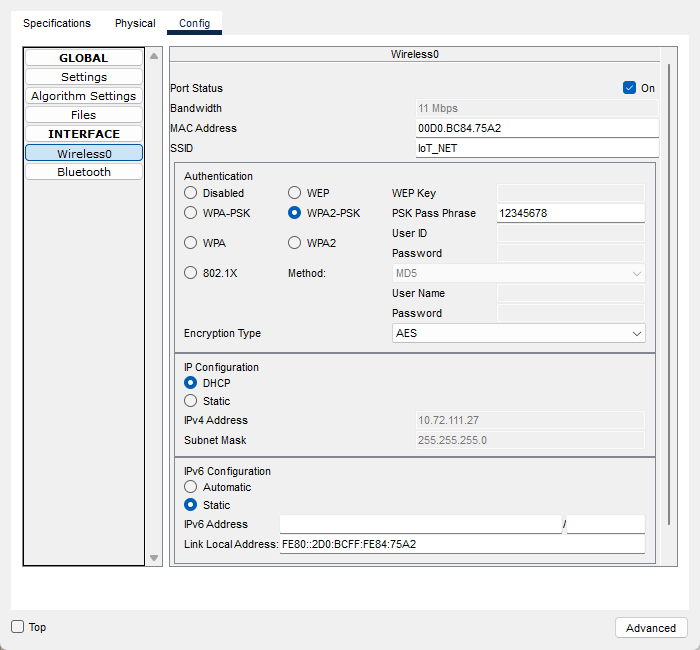 Specifications Physical Config
GLOBAL
Settings
Algorithm Settings
Files
INTERFACE
Wireless0
Bluetooth
Wireless0
Port Status On
Bandwidth 11 Mbps
MAC Address 00D0.BC84.75A2
SSID IoT_NET
Authentication
Disabled WEP WEP Key
WPA-PSK WPA2-PSK PSK Pass Phrase 12345678
User ID
WPA WPA2
Password
802.1X Method: MD5
User Name
Password
Encryption Type AES
IP Configuration
DHCP
Static
IPv4 Address 10.72.111.27
Subnet Mask 255.255.255.0
IPv6 Configuration
Automatic
Static
IPv6 Address /
Link Local Address: FE80::2D0:BCFF:FE84:75A2
Top Advanced